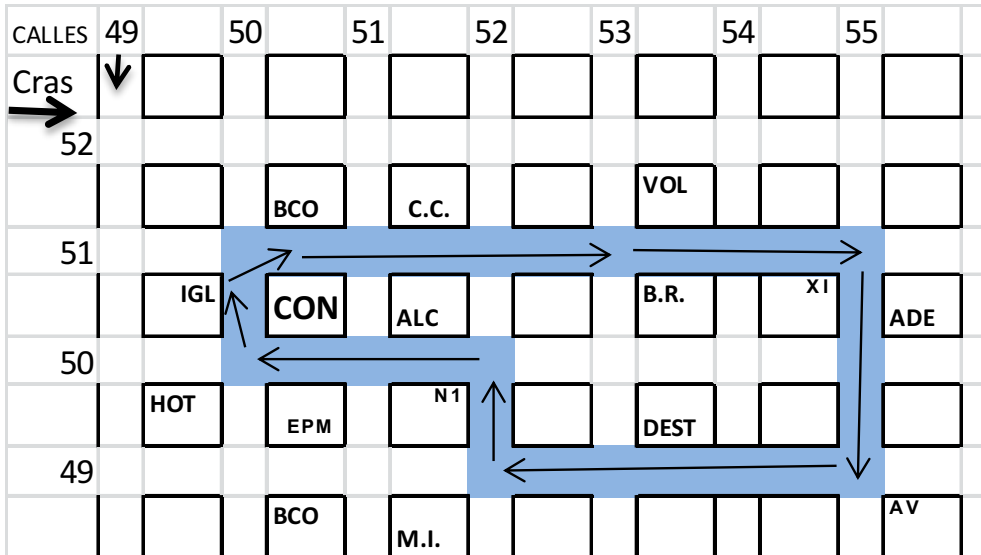 CALLES 49 50 51 52 53 54 55
Cras
52
BCO C.C. VOL
51
IGL CON ALC B.R. XI ADE
50
HOT EPM N1 DEST
49
BCO M.I. AV